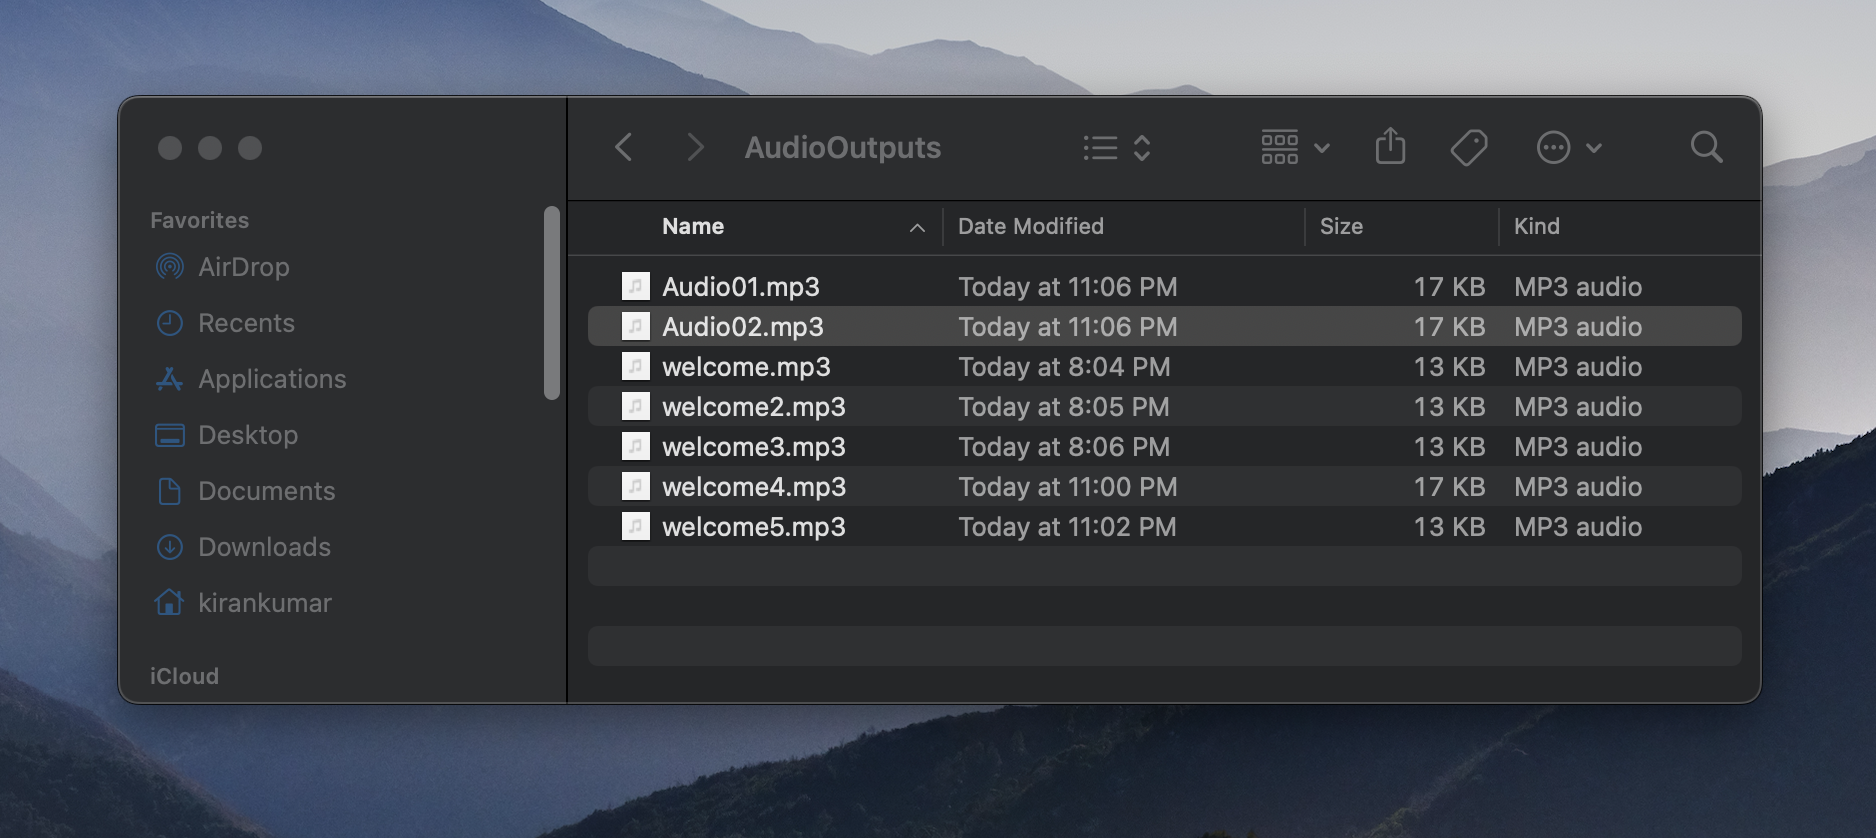 AudioOutputs
Favorites
AirDrop
Recents
Applications
Desktop
Documents
Downloads
kirankumar
iCloud
Name Date Modified Size Kind
Audio01.mp3 Today at 11:06 PM 17 KB MP3 audio
Audio02.mp3 Today at 11:06 PM 17 KB MP3 audio
welcome.mp3 Today at 8:04 PM 13 KB MP3 audio
welcome2.mp3 Today at 8:05 PM 13 KB MP3 audio
welcome3.mp3 Today at 8:06 PM 13 KB MP3 audio
welcome4.mp3 Today at 11:00 PM 17 KB MP3 audio
welcome5.mp3 Today at 11:02 PM 13 KB MP3 audio